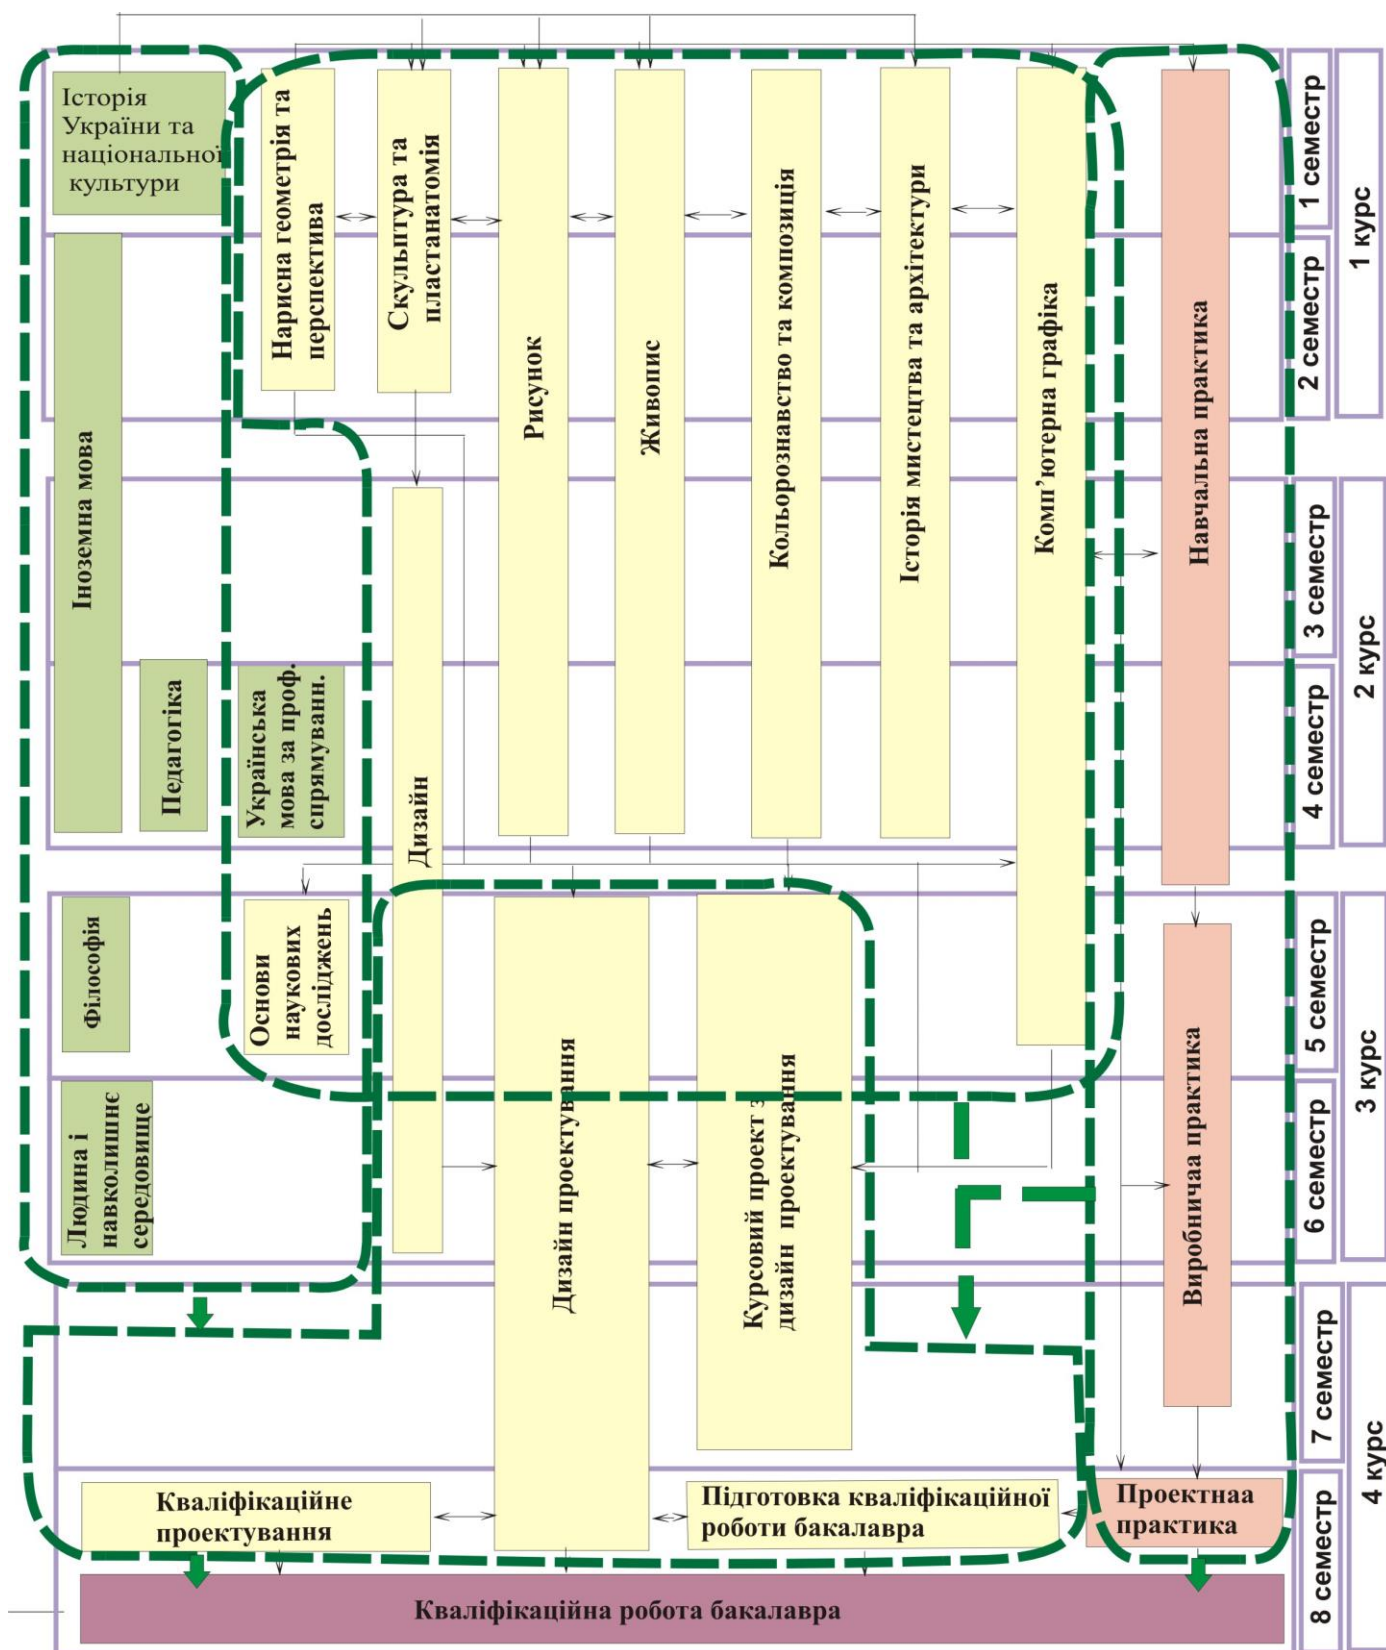 Історія
України та
національної
культури
Іноземна мова
Педагогіка
Українська
мова за проф.
спрямуванн.
Філософія
Людина і
навколишнє
середовище
Нарисна геометрія та
перспектива
Скульптура та
пластанатомія
Рисунок
Живопис
Кольорознавство та композиція
Історія мистецтва та архітектури
Комп’ютерна графіка
Навчальна практика
Дизайн
Основи
наукових
досліджень
Дизайн проектування
Курсовий проект з
дизайн проектування
Виробничаа практика
Кваліфікаційне
проектування
Підготовка кваліфікаційної
роботи бакалавра
Проектнаа
практика
Кваліфікаційна робота бакалавра
1 семестр
2 семестр
1 курс
3 семестр
4 семестр
2 курс
5 семестр
6 семестр
3 курс
7 семестр
8 семестр
4 курс